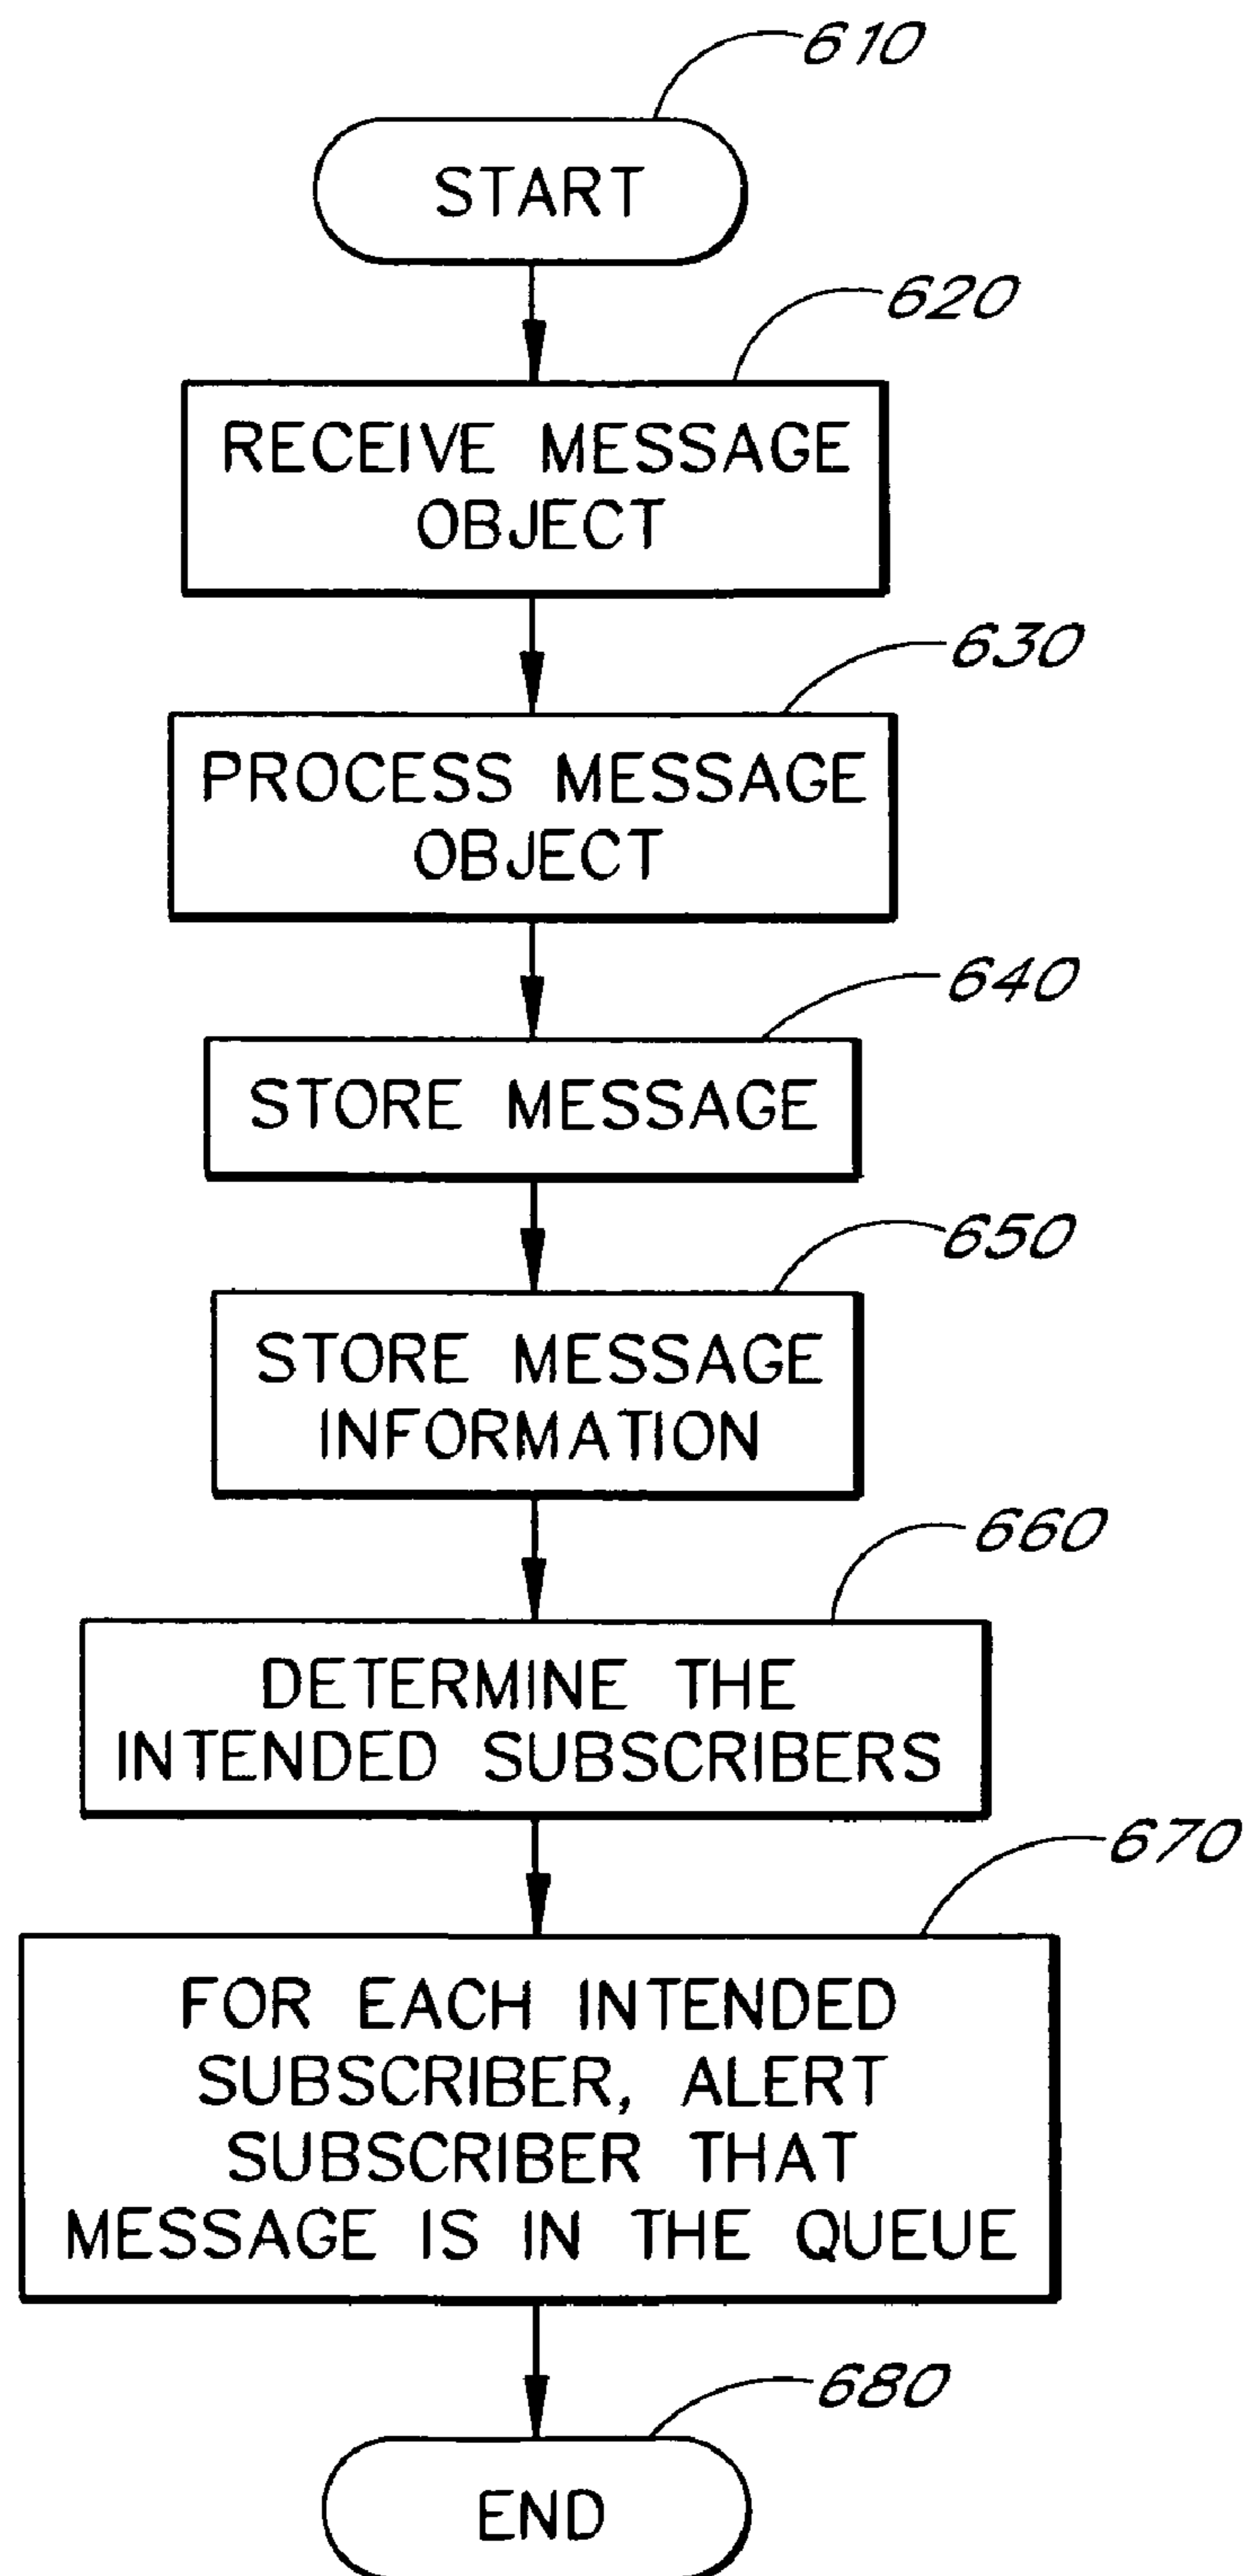 610
START
620
RECEIVE MESSAGE
OBJECT
630
PROCESS MESSAGE
OBJECT
640
STORE MESSAGE
650
STORE MESSAGE
INFORMATION
660
DETERMINE THE
INTENDED SUBSCRIBERS
670
FOR EACH INTENDED
SUBSCRIBER, ALERT
SUBSCRIBER THAT
MESSAGE IS IN THE QUEUE
680
END